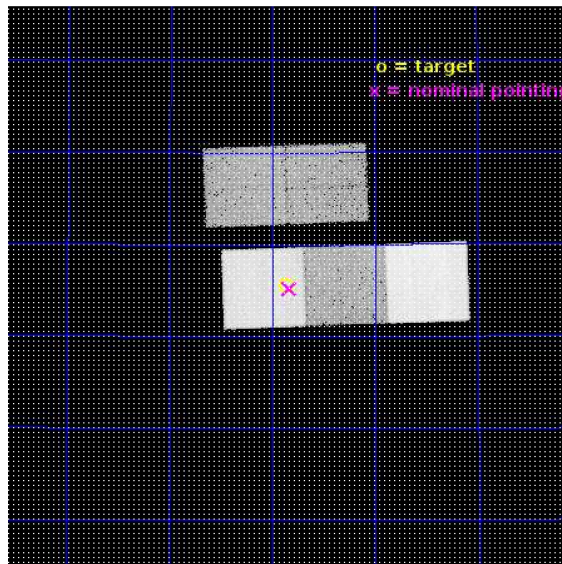 o = target
x = nominal pointing